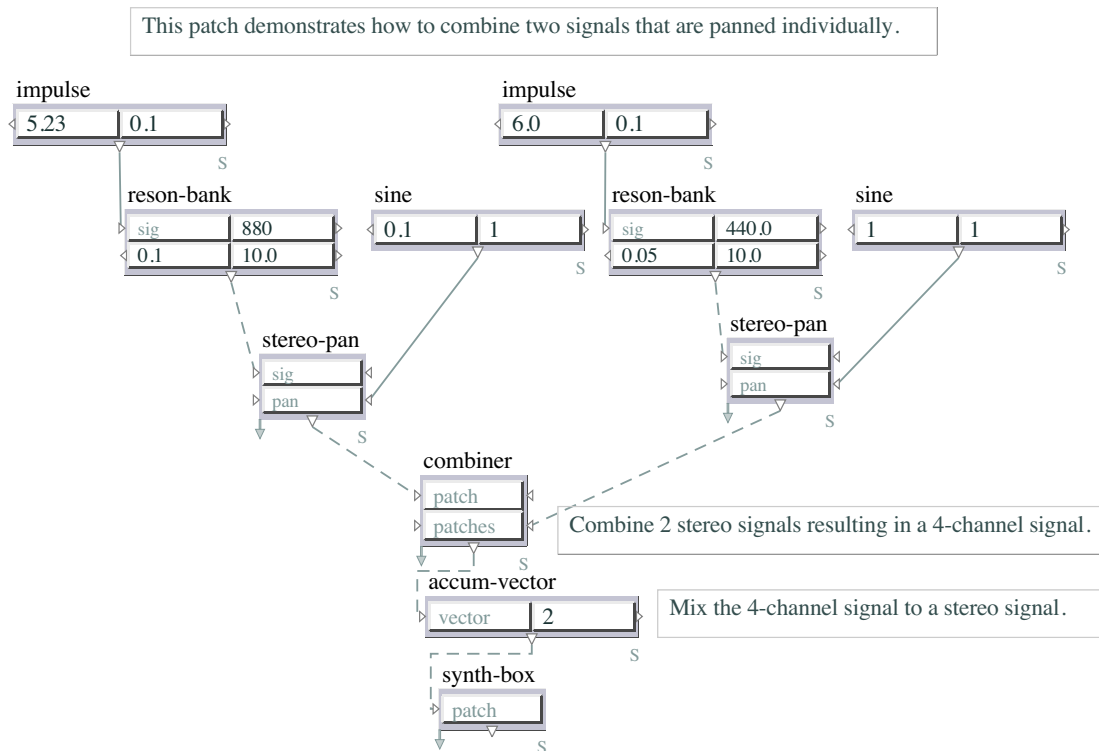 This patch demonstrates how to combine two signals that are panned individually.
impulse
5.23 0.1
S
impulse
6.0 0.1
S
reson-bank
sig 880
0.1 10.0
S
sine
0.1 1
S
reson-bank
sig 440.0
0.05 10.0
S
sine
1 1
S
stereo-pan
sig
pan
S
stereo-pan
sig
pan
S
combiner
patch
patches
S
Combine 2 stereo signals resulting in a 4-channel signal.
accum-vector
vector 2
S
Mix the 4-channel signal to a stereo signal.
synth-box
patch
S